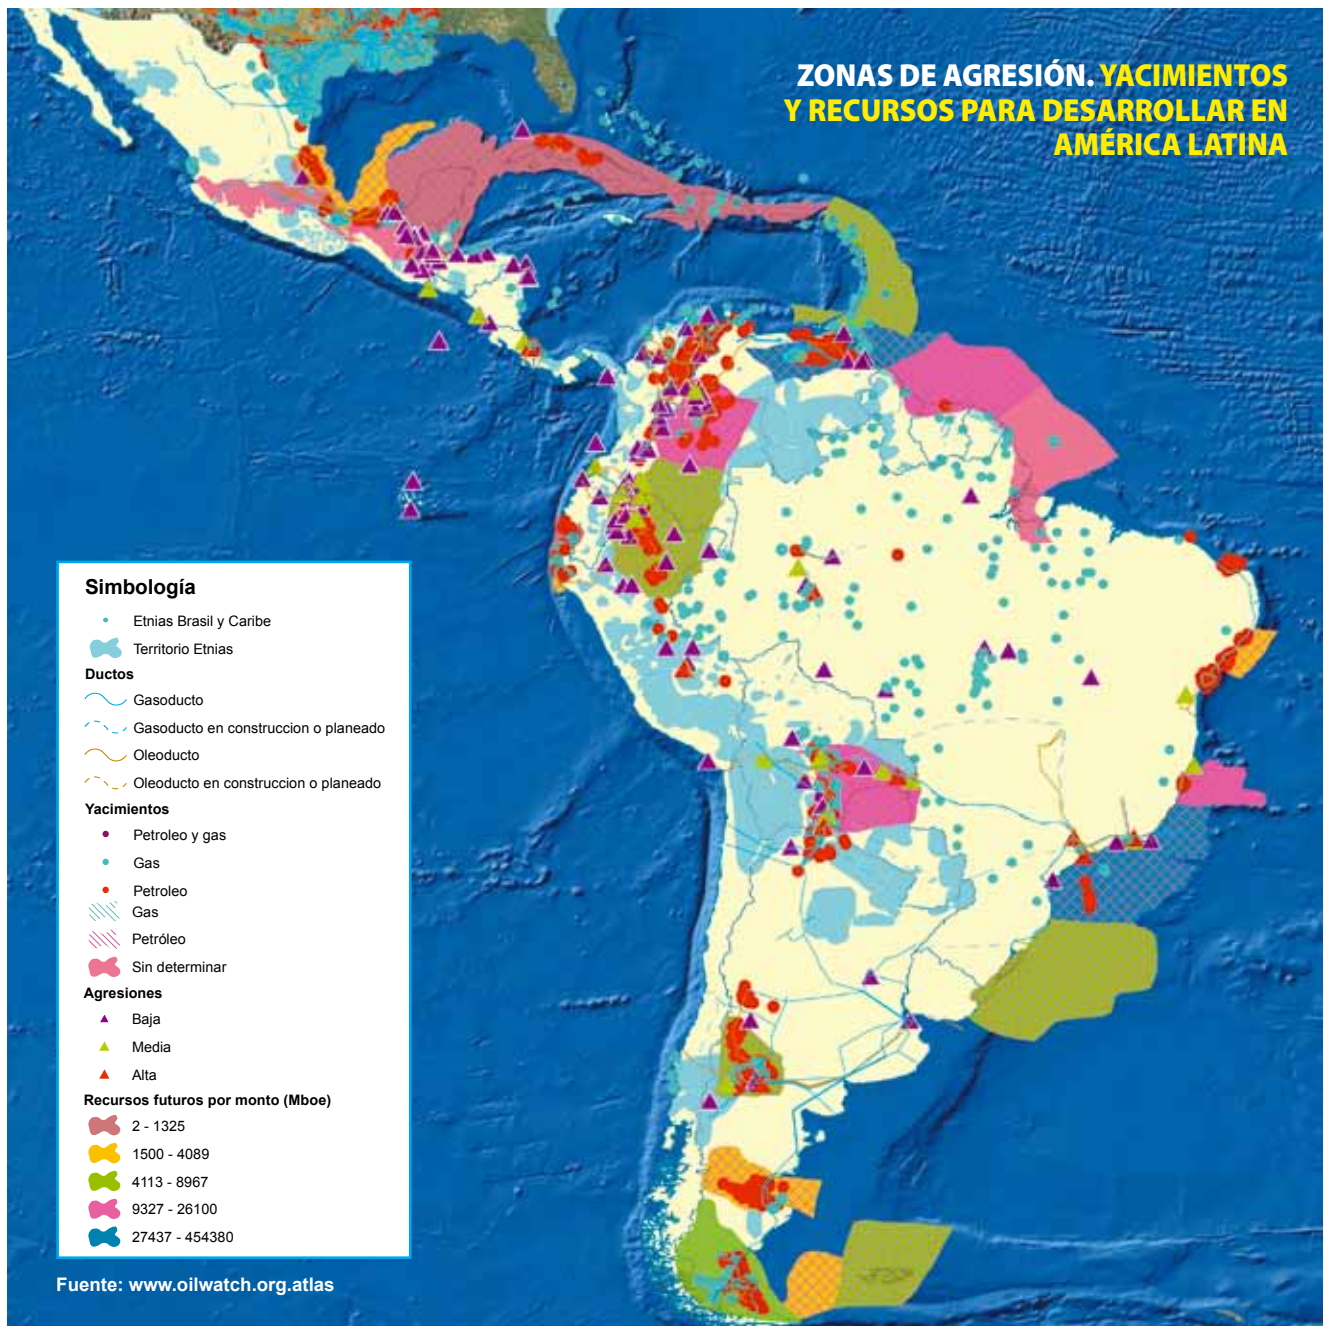 ZONAS DE AGRESIÓN. YACIMIENTOS
Y RECURSOS PARA DESARROLLAR EN
AMÉRICA LATINA
Simbología
Etnias Brasil y Caribe
Territorio Etnias
Ductos
Gasoducto
Gasoducto en construccion o planeado
Oleoducto
Oleoducto en construccion o planeado
Yacimientos
Petroleo y gas
Gas
Petroleo
Gas
Petróleo
Sin determinar
Agresiones
Baja
Media
Alta
Recursos futuros por monto (Mboe)
2 - 1325
1500 - 4089
4113 - 8967
9327 - 26100
27437 - 454380
Fuente: www.oilwatch.org.atlas